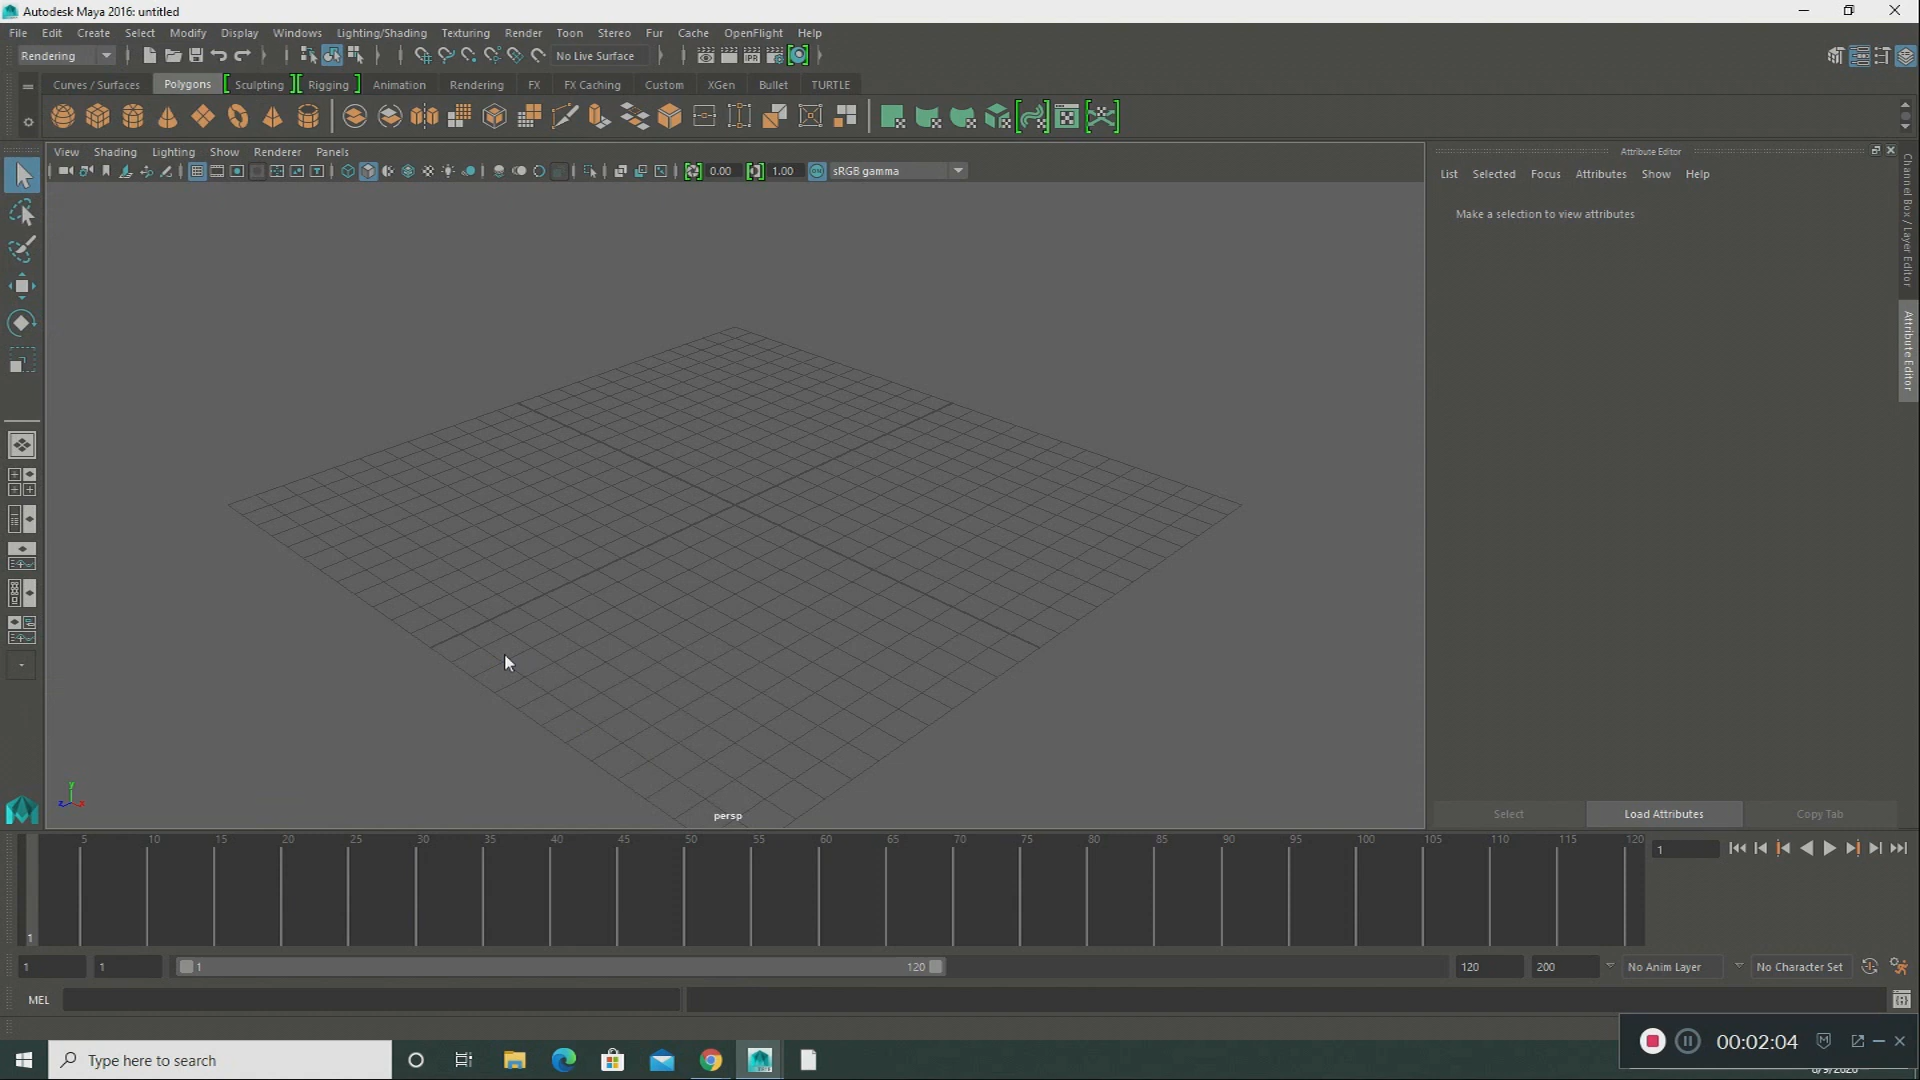 Autodesk Maya 2016: untitled
File Edit Create Select Modify Display Windows Lighting/Shading Texturing Render Toon Stereo Fur Cache OpenFlight Help
Rendering No Live Surface
Curves / Surfaces Polygons Sculpting Rigging Animation Rendering FX FX Caching Custom XGen Bullet TURTLE
View Shading Lighting Show Renderer Panels
0.00 1.00 sRGB gamma
Attribute Editor
List Selected Focus Attributes Show Help
Make a selection to view attributes
Channel Box / Layer Editor
Attribute Editor
y
z x
persp
Select Load Attributes Copy Tab
5 10 15 20 25 30 35 40 45 50 55 60 65 70 75 80 85 90 95 100 105 110 115 120
1
1
1 1 1 120 120 200 No Anim Layer No Character Set
MEL
Type here to search
00:02:04